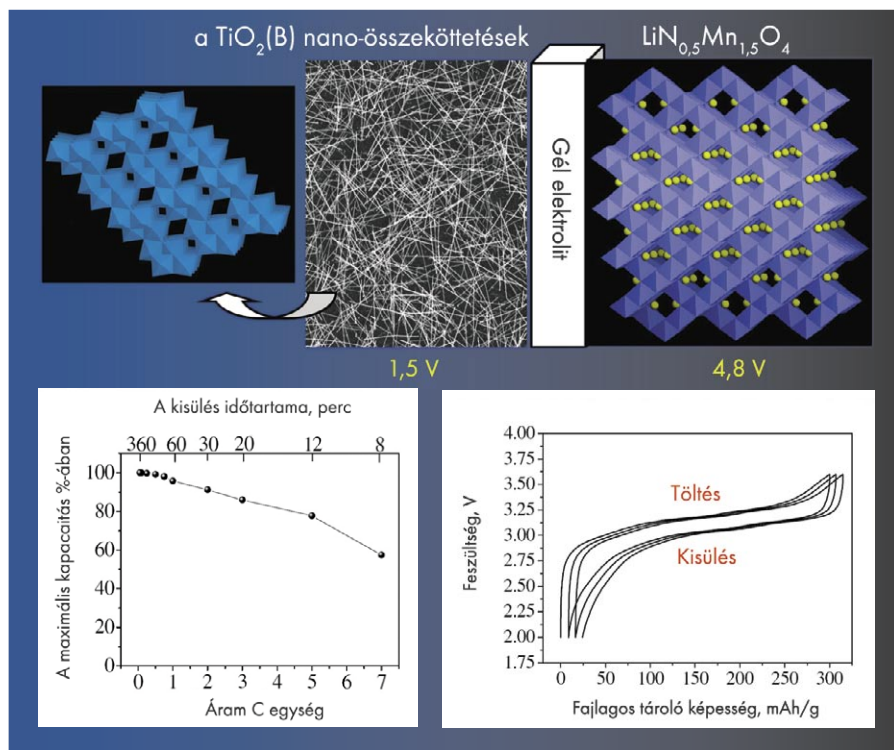 a TiO₂(B) nano-összeköttetések
LiN₀,₅Mn₁,₅O₄
Gél elektrolit
1,5 V
4,8 V
A kisülés időtartama, perc
360 60 30 20 12 8
A maximális kapacaitás %-ában
100
80
60
40
20
0
0 1 2 3 4 5 6 7
Áram C egység
Feszültség, V
4.00
3.75
3.50
3.25
3.00
2.75
2.50
2.25
2.00
1.75
Töltés
Kisülés
0 50 100 150 200 250 300
Fajlagos tároló képesség, mAh/g